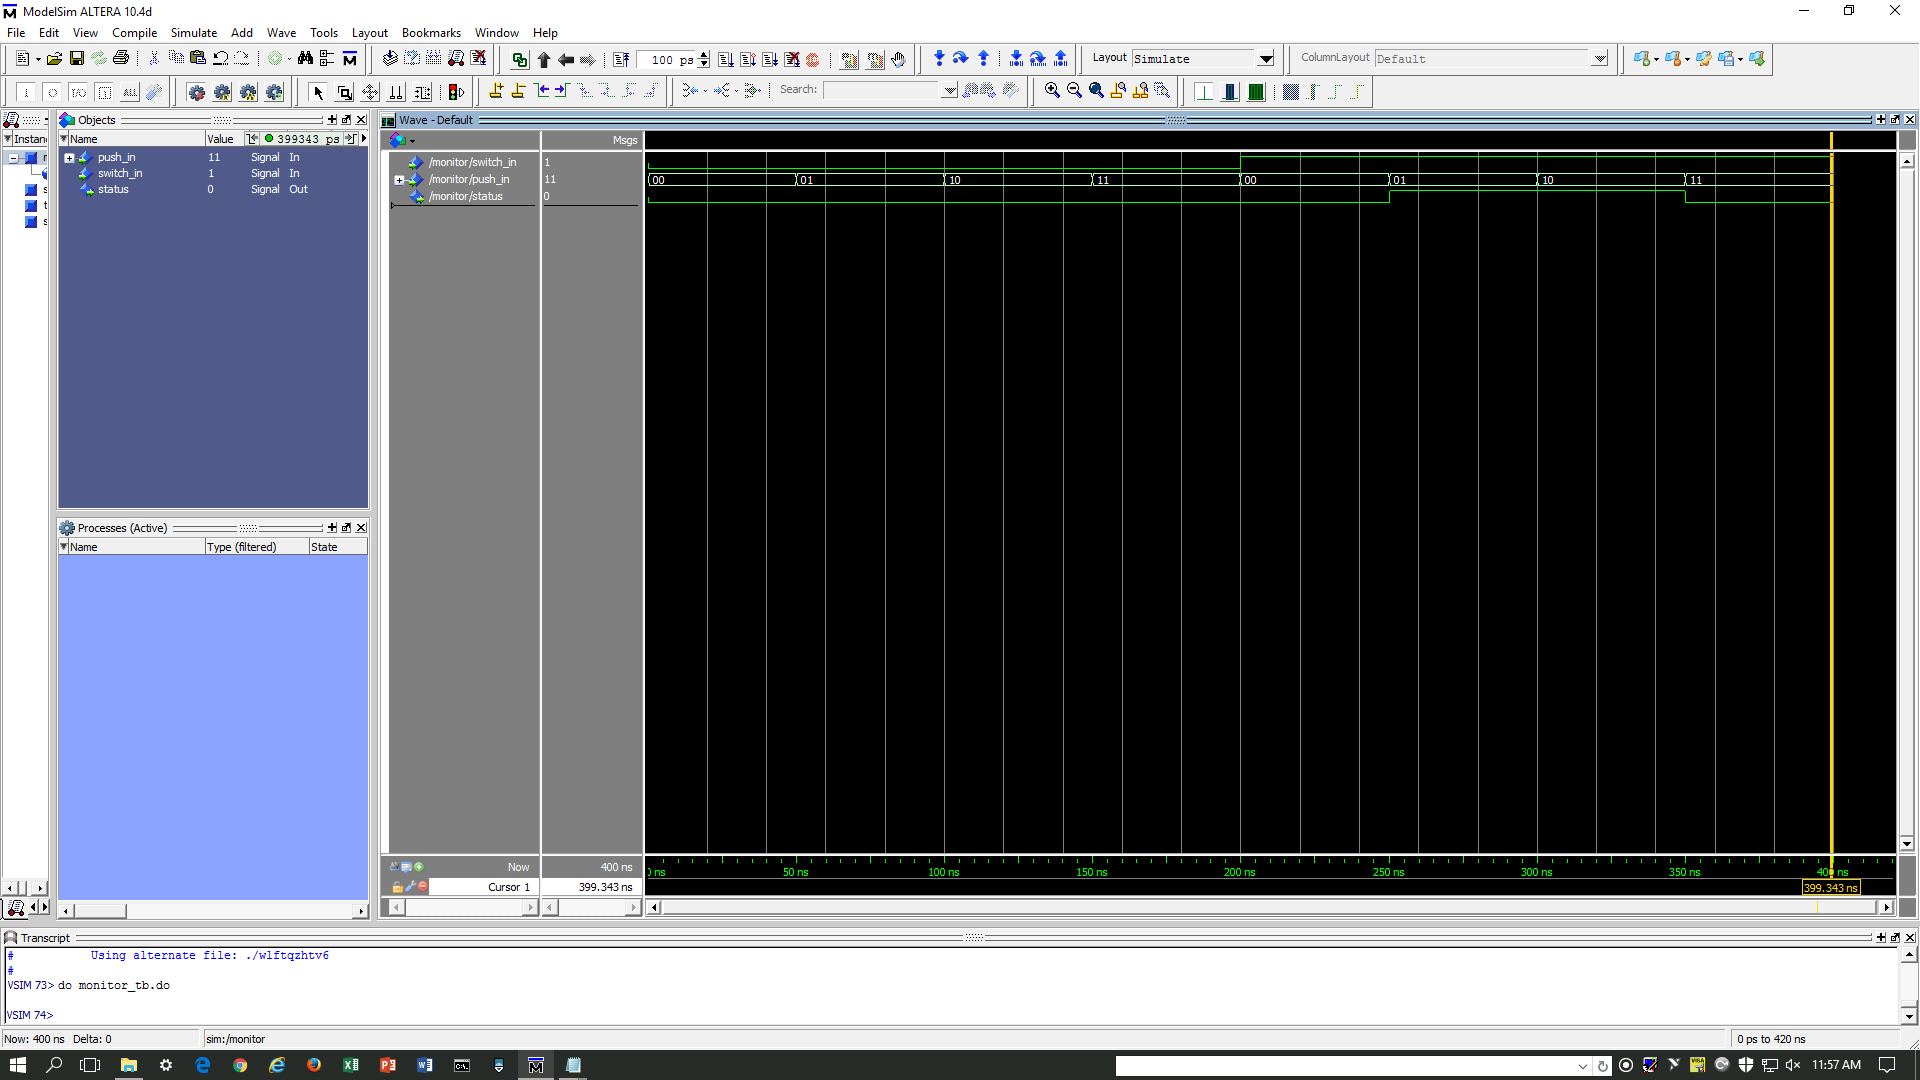 ModelSim ALTERA 10.4d
File Edit View Compile Simulate Add Wave Tools Layout Bookmarks Window Help
100 ps
Layout Simulate
ColumnLayout Default
ALL
Search:
Instan
Objects
Name Value 399343 ps
push_in 11 Signal In
switch_in 1 Signal In
status 0 Signal Out
Processes (Active)
Name Type (filtered) State
Wave - Default
Msgs
/monitor/switch_in 1
/monitor/push_in 11 00 01 10 11 00 01 10 11
/monitor/status 0
Now 400 ns ns 50 ns 100 ns 150 ns 200 ns 250 ns 300 ns 350 ns
Cursor 1 399.343 ns 399.343 ns
Transcript
# Using alternate file: ./wlftqzhtv6
#
VSIM 73> do monitor_tb.do
VSIM 74>
Now: 400 ns Delta: 0 sim:/monitor 0 ps to 420 ns
11:57 AM